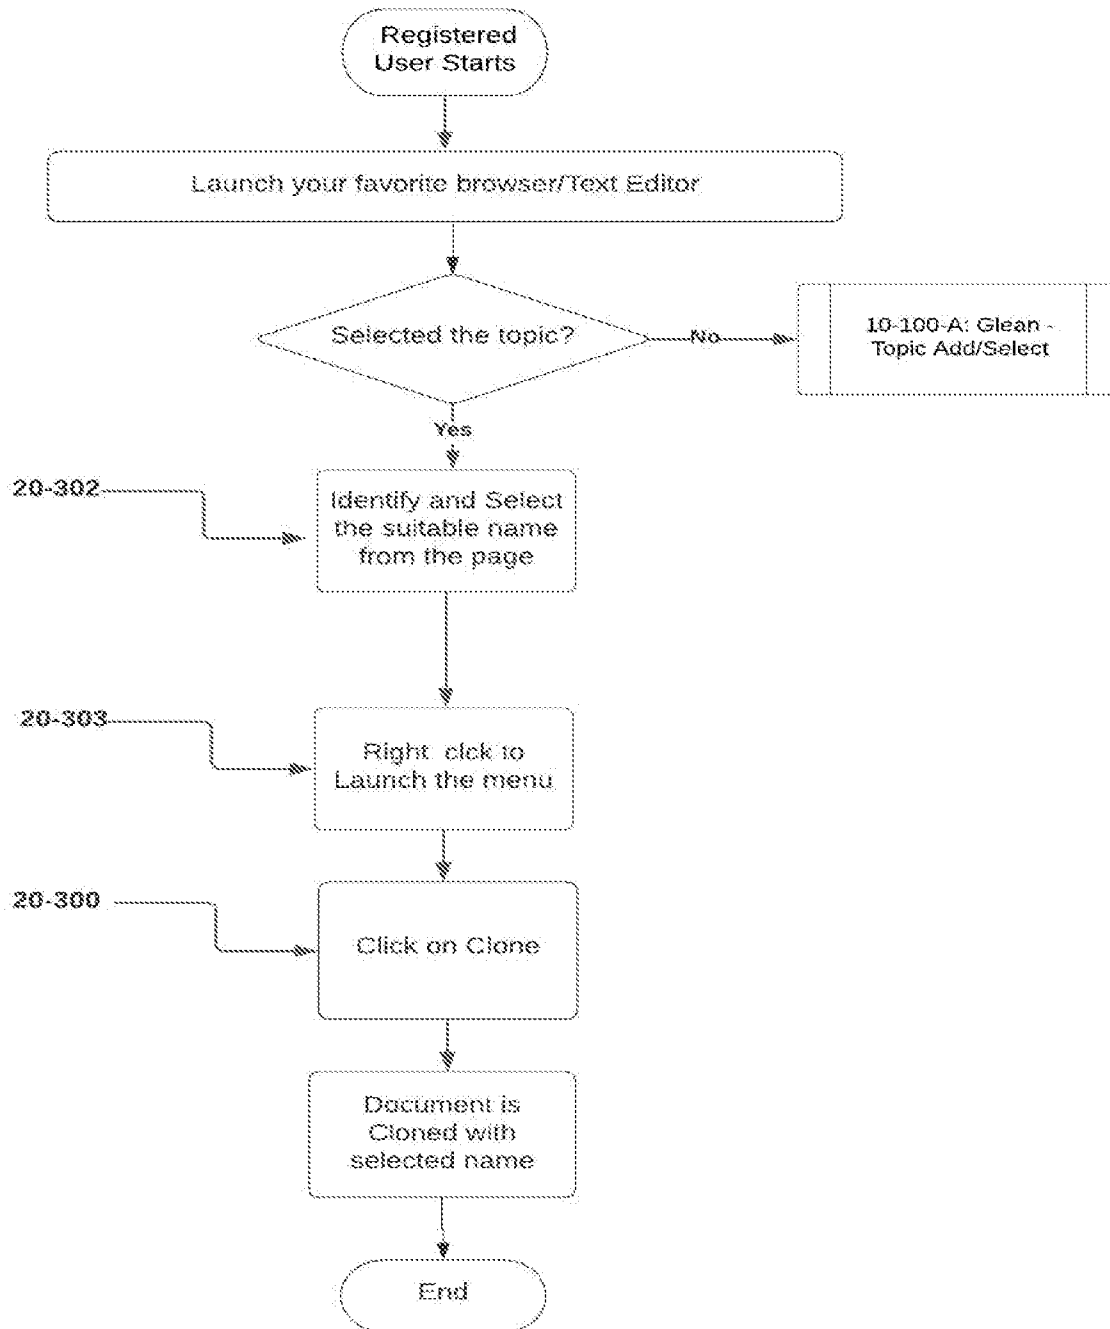 Registered
User Starts
Launch your favorite browser/Text Editor
Selected the topic?
No
10-100-A: Glean -
Topic Add/Select
Yes
20-302
Identify and Select
the suitable name
from the page
20-303
Right clck to
Launch the menu
20-300
Click on Clone
Document is
Cloned with
selected name
End